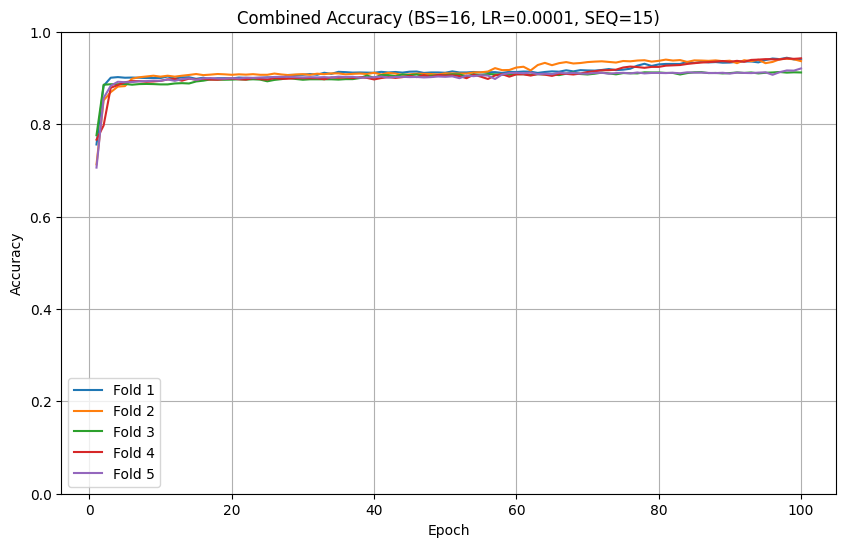 Combined Accuracy (BS=16, LR=0.0001, SEQ=15)
1.0
0.8
0.6
0.4
0.2
0.0
Accuracy
Fold 1
Fold 2
Fold 3
Fold 4
Fold 5
0 20 40 60 80 100
Epoch